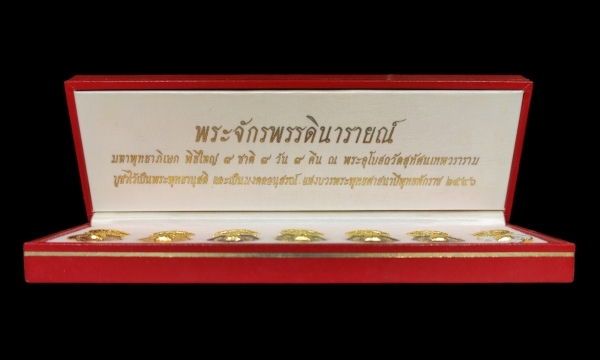 พระจักรพรรดินารายณ์
มหาพุทธาภิเษก พิธีใหญ่ ๙ ชาติ ๙ วัน ๙ คืน ณ พระอุโบสถวัดสุทัศนเทพวราราม
บูชาไว้เป็นพระพุทธานุสติ และเป็นมงคลอนุสรณ์ แห่งบวรพระพุทธศาสนาปีพุทธศักราช ๒๕๔๖